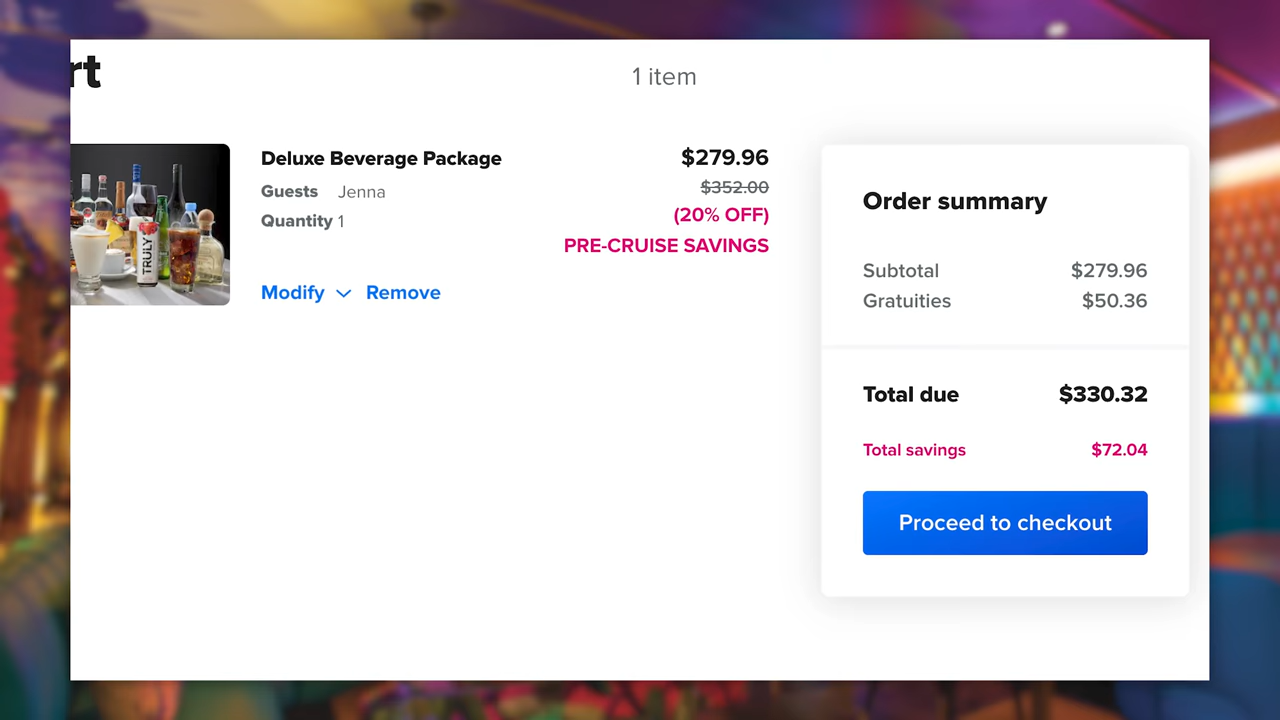 rt
1 item
Deluxe Beverage Package
Guests Jenna
Quantity 1
Modify Remove
$279.96
$352.00
(20% OFF)
PRE-CRUISE SAVINGS
TRULY
Order summary
Subtotal $279.96
Gratuities $50.36
Total due $330.32
Total savings $72.04
Proceed to checkout